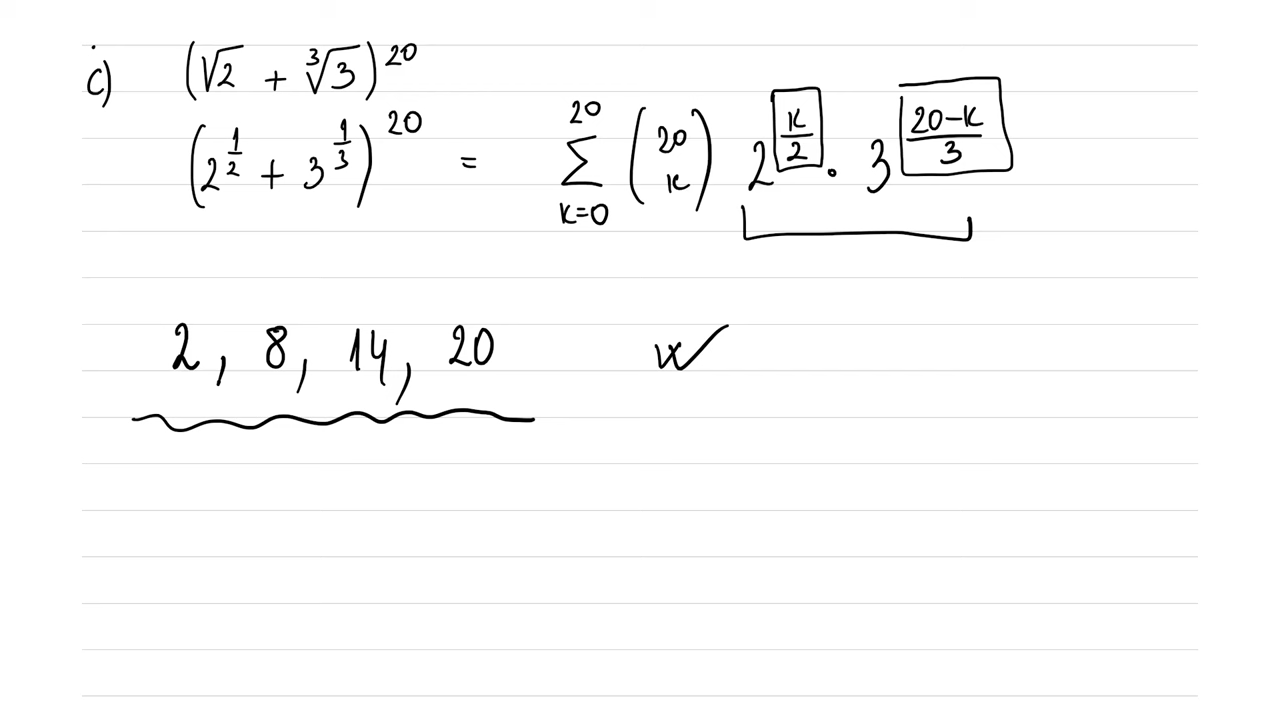 c) (√2 + ∛3)^20
(2^(1/2) + 3^(1/3))^20 = ∑_{k=0}^{20} (20 k) 2^(k/2) . 3^((20-k)/3)
2, 8, 14, 20 w✓